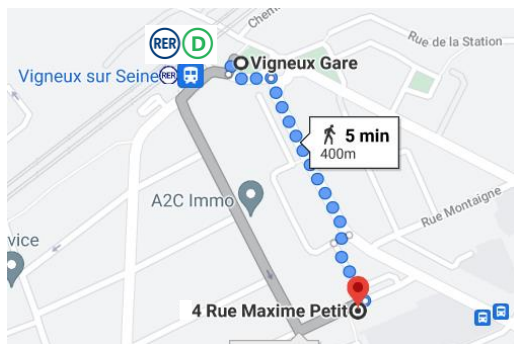 Chem
RER D
Rue de la Station
Vigneux Gare
Vigneux sur Seine RER
5 min
400m
A2C Immo
Rue Montaigne
vice
4 Rue Maxime Petit